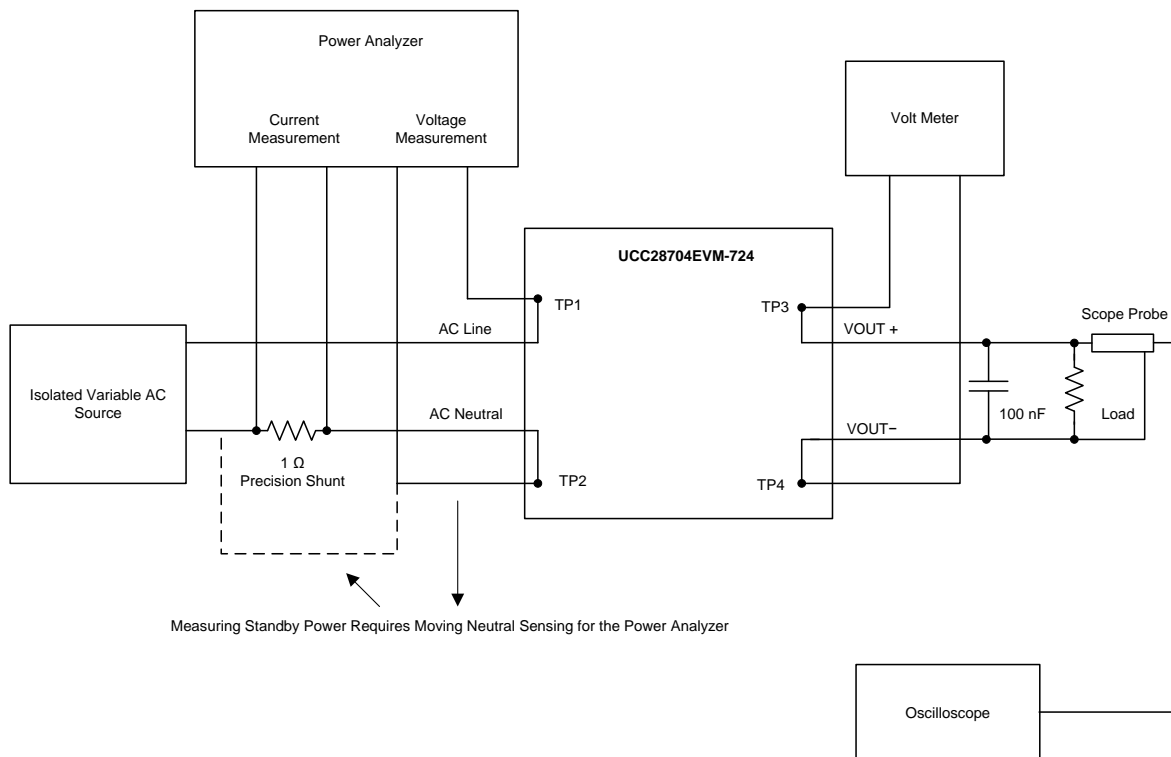 Power Analyzer
Current
Measurement
Voltage
Measurement
Volt Meter
UCC28704EVM-724
TP1
TP3
Scope Probe
AC Line
VOUT +
Isolated Variable AC
Source
AC Neutral
100 nF
Load
VOUT−
1 Ω
Precision Shunt
TP2
TP4
Measuring Standby Power Requires Moving Neutral Sensing for the Power Analyzer
Oscilloscope